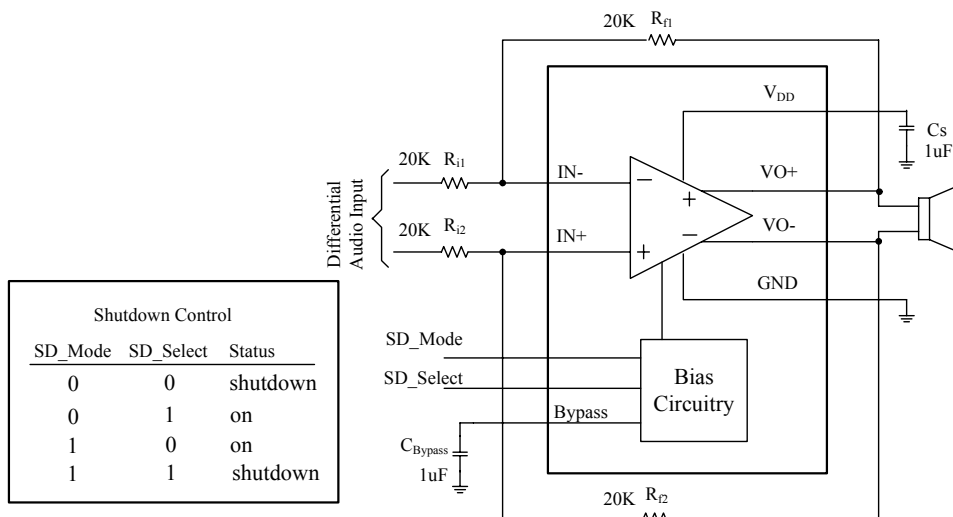 20K R_f1
V_DD
Cs
1uF
20K R_i1
IN-
−
VO+
+
Differential
Audio Input
20K R_i2
IN+
+
−
VO-
GND
Shutdown Control
SD_Mode SD_Select Status
0 0 shutdown
0 1 on
1 0 on
1 1 shutdown
SD_Mode
SD_Select
Bypass
Bias
Circuitry
C_Bypass
1uF
20K R_f2